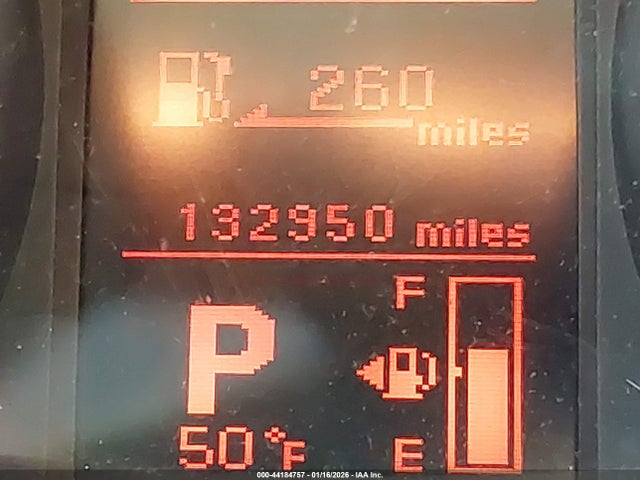 260
miles
132950 miles
F
P
50°F
E
000-44184757 - 01/16/2026 - IAA Inc.